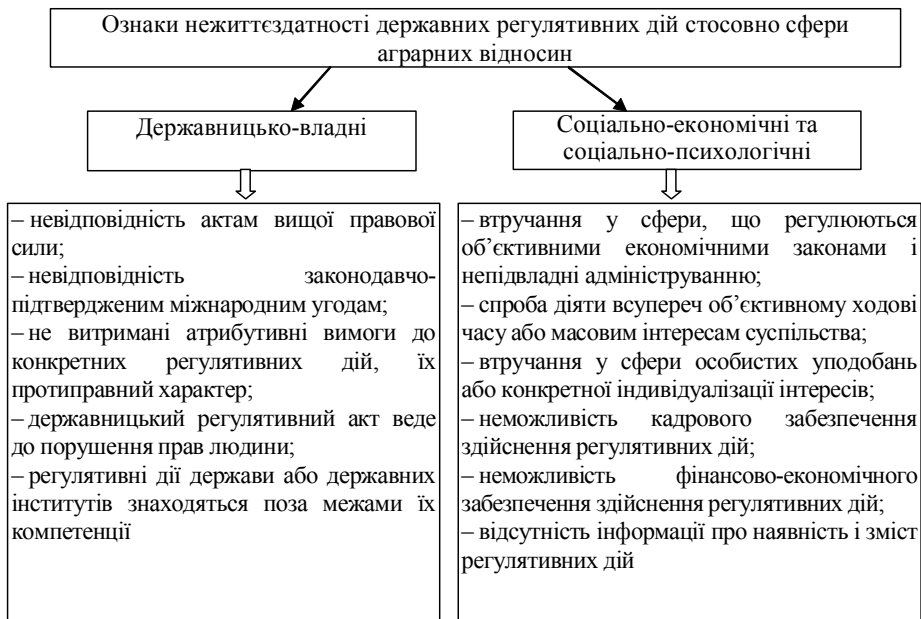 Ознаки нежиттєздатності державних регулятивних дій стосовно сфери
аграрних відносин
Державницько-владні
Соціально-економічні та
соціально-психологічні
– невідповідність актам вищої правової
сили;
– невідповідність законодавчо-
підтвердженим міжнародним угодам;
– не витримані атрибутивні вимоги до
конкретних регулятивних дій, їх
протиправний характер;
– державницький регулятивний акт веде
до порушення прав людини;
– регулятивні дії держави або державних
інститутів знаходяться поза межами їх
компетенції
– втручання у сфери, що регулюються
об’єктивними економічними законами і
непідвладні адмініструванню;
– спроба діяти всупереч об’єктивному ходові
часу або масовим інтересам суспільства;
– втручання у сфери особистих уподобань
або конкретної індивідуалізації інтересів;
– неможливість кадрового забезпечення
здійснення регулятивних дій;
– неможливість фінансово-економічного
забезпечення здійснення регулятивних дій;
– відсутність інформації про наявність і зміст
регулятивних дій